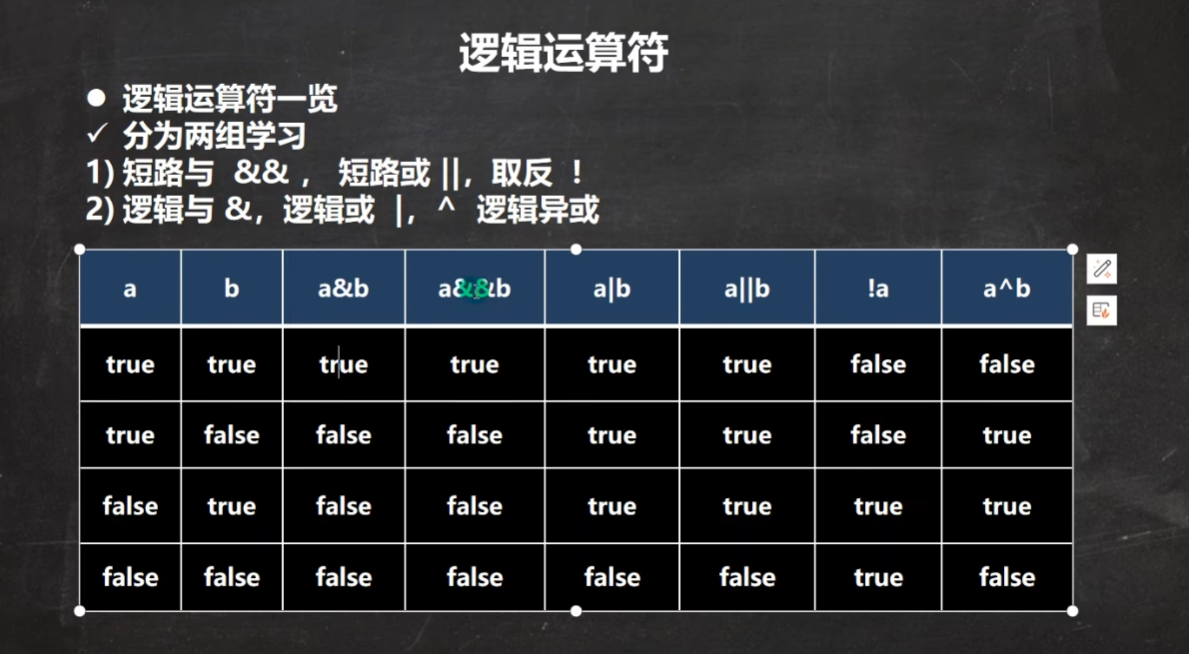 逻辑运算符
● 逻辑运算符一览
✓ 分为两组学习
1) 短路与 && ， 短路或 ||，取反 ！
2) 逻辑与 &，逻辑或 |， ^ 逻辑异或
a b a&b a&&b a|b a||b !a a^b
true true true true true true false false
true false false false true true false true
false true false false true true true true
false false false false false false true false